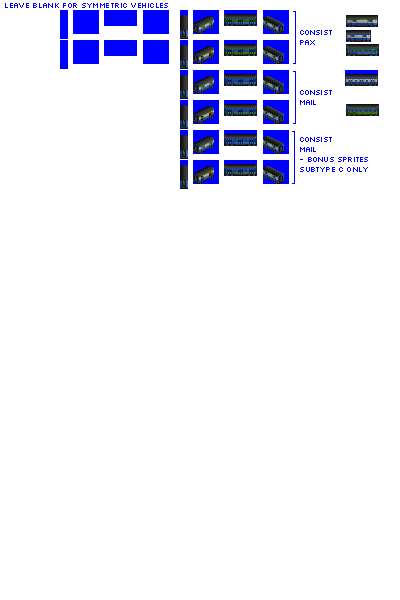 LEAVE BLANK FOR SYMMETRIC VEHICLES
CONSIST
PAX
CONSIST
MAIL
CONSIST
MAIL
- BONUS SPRITES
SUBTYPE C ONLY